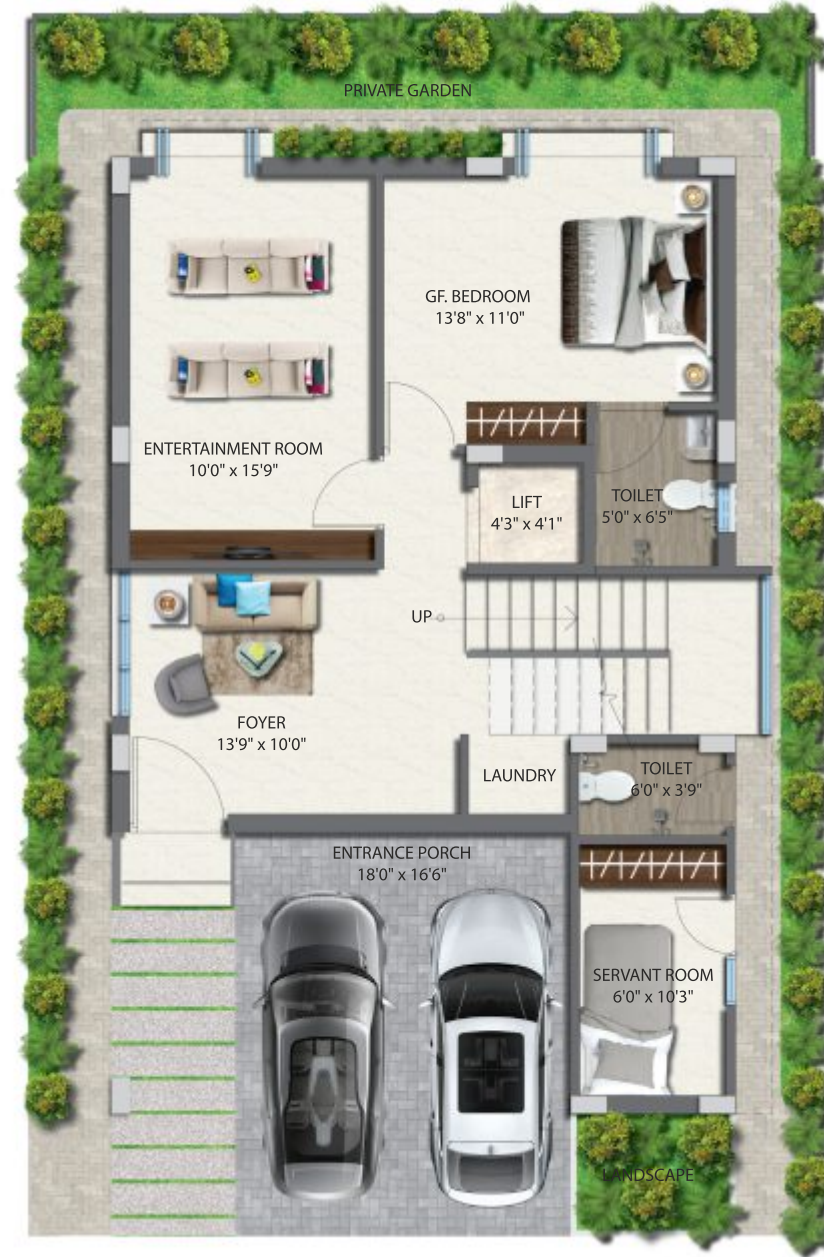 PRIVATE GARDEN
GF. BEDROOM
13'8" x 11'0"
ENTERTAINMENT ROOM
10'0" x 15'9"
LIFT
4'3" x 4'1"
TOILET
5'0" x 6'5"
UP
FOYER
13'9" x 10'0"
LAUNDRY
TOILET
6'0" x 3'9"
ENTRANCE PORCH
18'0" x 16'6"
SERVANT ROOM
6'0" x 10'3"
LANDSCAPE